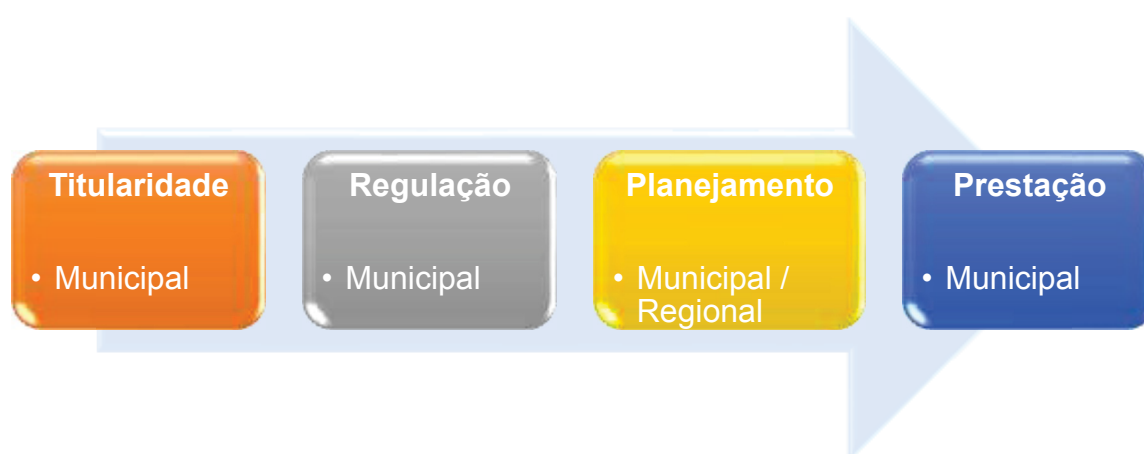 Titularidade
• Municipal
Regulação
• Municipal
Planejamento
• Municipal /
Regional
Prestação
• Municipal